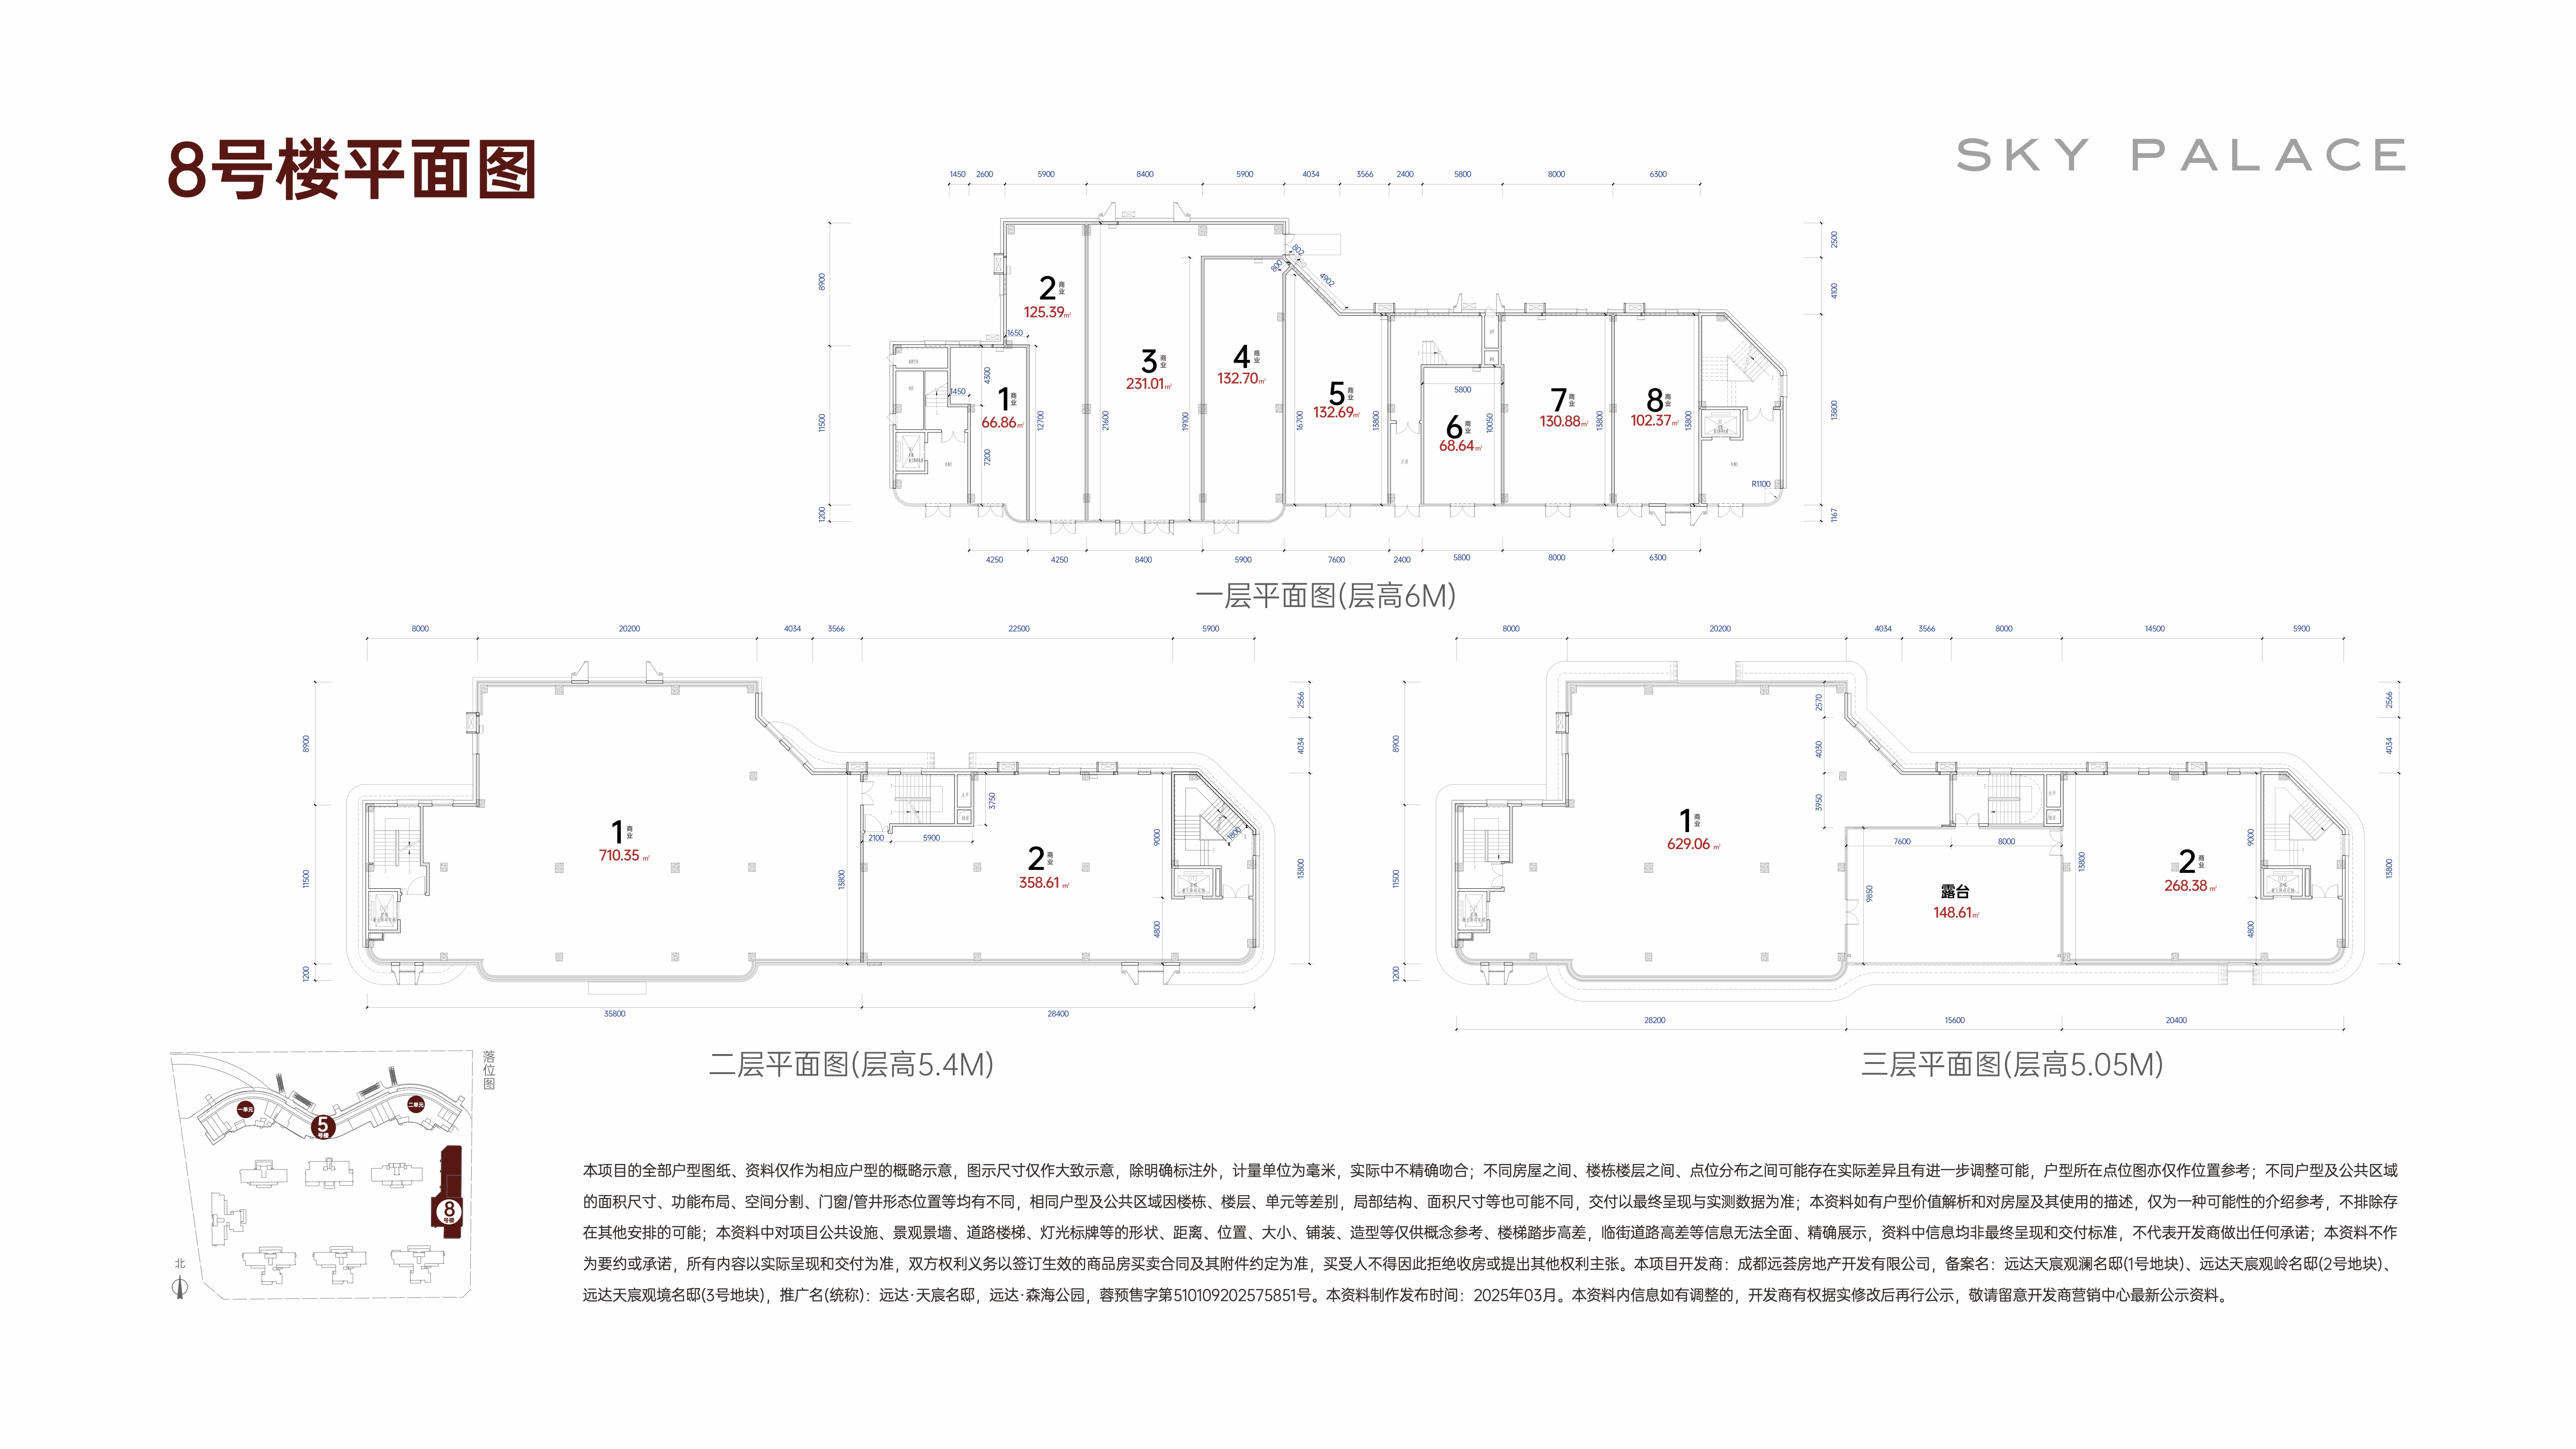 8号楼平面图
SKY PALACE
1450 2600 5900 8400 5900 4034 3566 2400 5800 8000 6300
8900
11500
1200
2500
4100
13800
1167
802
800
4902
2 商业
125.39㎡
1650
3 商业
231.01㎡
4 商业
132.70㎡
5 商业
132.69㎡
1450
4300
1 商业
66.86㎡
7200
12700
21600
19100
16700
13800
5800
6 商业
68.64㎡
10050
7 商业
130.88㎡
13800
8 商业
102.37㎡
13800
R1100
4250 4250 8400 5900 7600 2400 5800 8000 6300
一层平面图(层高6M)
8000 20200 4034 3566 22500 5900
8900
11500
1200
2566
4034
13800
1 商业
710.35 ㎡
13800
2100 5900
3750
2 商业
358.61 ㎡
9000
4800
1800
35800 28400
二层平面图(层高5.4M)
8000 20200 4034 3566 8000 14500 5900
8900
11500
1200
2566
4034
13800
2570
4030
3950
1 商业
629.06 ㎡
7600 8000
9850
露台
148.61㎡
13800
2 商业
268.38 ㎡
9000
4800
28200 15600 20400
三层平面图(层高5.05M)
落位图
一单元
二单元
5
号楼
8
号楼
北
本项目的全部户型图纸、资料仅作为相应户型的概略示意，图示尺寸仅作大致示意，除明确标注外，计量单位为毫米，实际中不精确吻合；不同房屋之间、楼栋楼层之间、点位分布之间可能存在实际差异且有进一步调整可能，户型所在点位图亦仅作位置参考；不同户型及公共区域
的面积尺寸、功能布局、空间分割、门窗/管井形态位置等均有不同，相同户型及公共区域因楼栋、楼层、单元等差别，局部结构、面积尺寸等也可能不同，交付以最终呈现与实测数据为准；本资料如有户型价值解析和对房屋及其使用的描述，仅为一种可能性的介绍参考，不排除存
在其他安排的可能；本资料中对项目公共设施、景观景墙、道路楼梯、灯光标牌等的形状、距离、位置、大小、铺装、造型等仅供概念参考、楼梯踏步高差，临街道路高差等信息无法全面、精确展示，资料中信息均非最终呈现和交付标准，不代表开发商做出任何承诺；本资料不作
为要约或承诺，所有内容以实际呈现和交付为准，双方权利义务以签订生效的商品房买卖合同及其附件约定为准，买受人不得因此拒绝收房或提出其他权利主张。本项目开发商：成都远荟房地产开发有限公司，备案名：远达天宸观澜名邸(1号地块)、远达天宸观岭名邸(2号地块)、
远达天宸观境名邸(3号地块)，推广名(统称)：远达·天宸名邸，远达·森海公园，蓉预售字第510109202575851号。本资料制作发布时间：2025年03月。本资料内信息如有调整的，开发商有权据实修改后再行公示，敬请留意开发商营销中心最新公示资料。